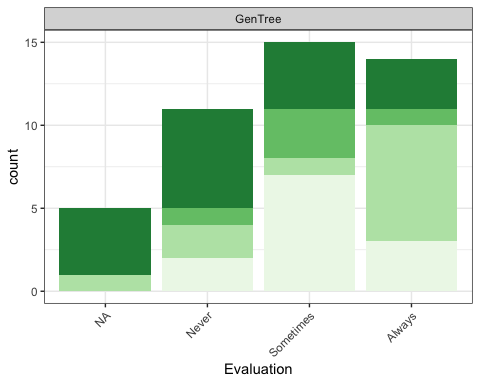 GenTree
15
10
5
0
count
NA
Never
Sometimes
Always
Evaluation